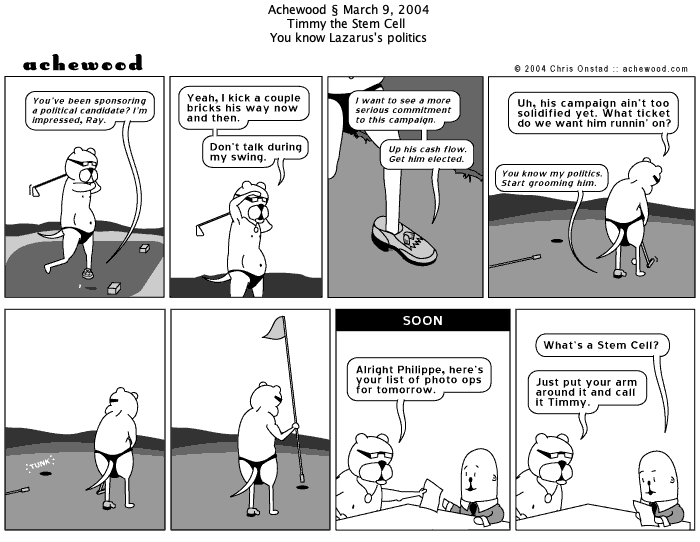 Achewood § March 9, 2004
Timmy the Stem Cell
You know Lazarus's politics
achewood
© 2004 Chris Onstad :: achewood.com
You've been sponsoring
a political candidate? I'm
impressed, Ray.
Yeah, I kick a couple
bricks his way now
and then.
Don't talk during
my swing.
I want to see a more
serious commitment
to this campaign.
Up his cash flow.
Get him elected.
Uh, his campaign ain't too
solidified yet. What ticket
do we want him runnin' on?
You know my politics.
Start grooming him.
TUNK
SOON
Alright Philippe, here's
your list of photo ops
for tomorrow.
What's a Stem Cell?
Just put your arm
around it and call
it Timmy.